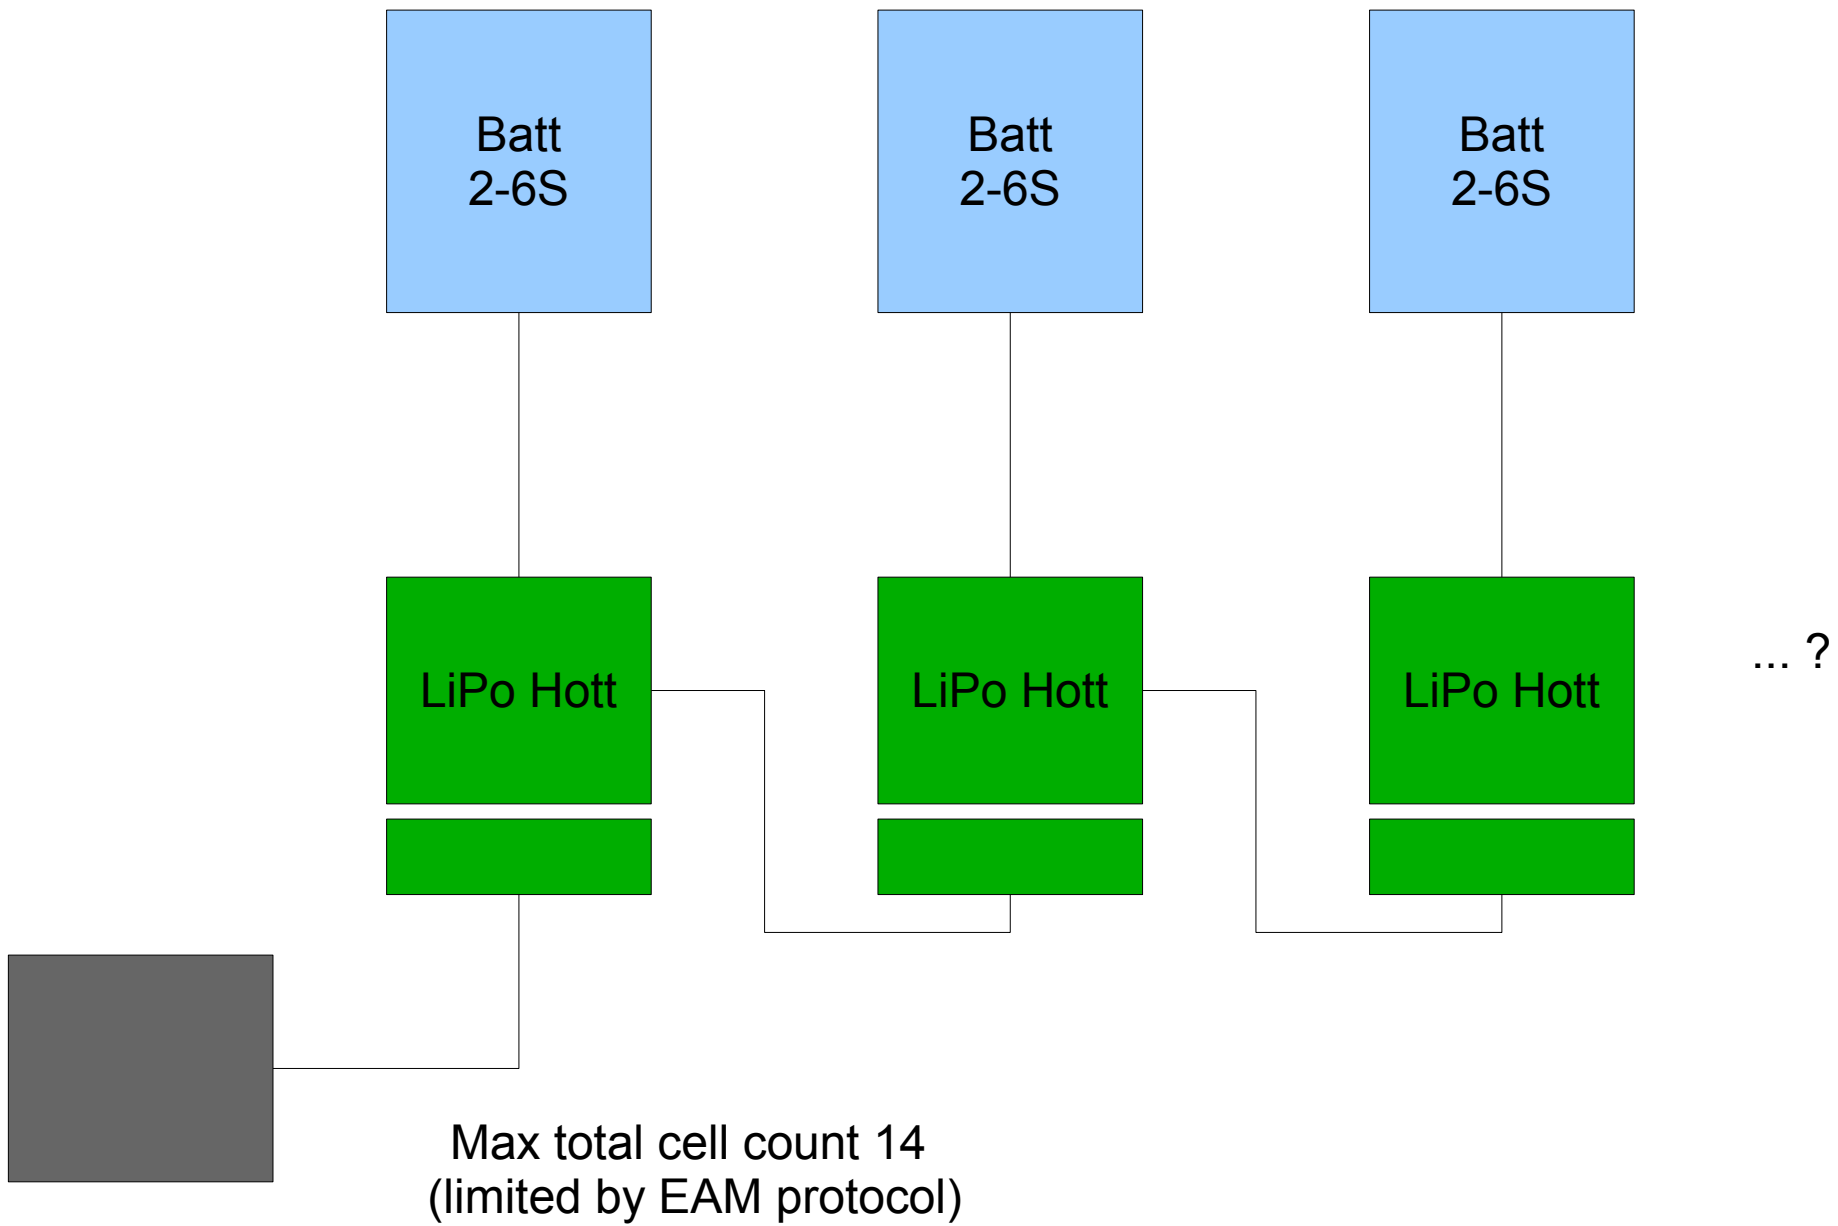 Batt
2-6S
Batt
2-6S
Batt
2-6S
LiPo Hott
LiPo Hott
LiPo Hott
... ?
Max total cell count 14
(limited by EAM protocol)